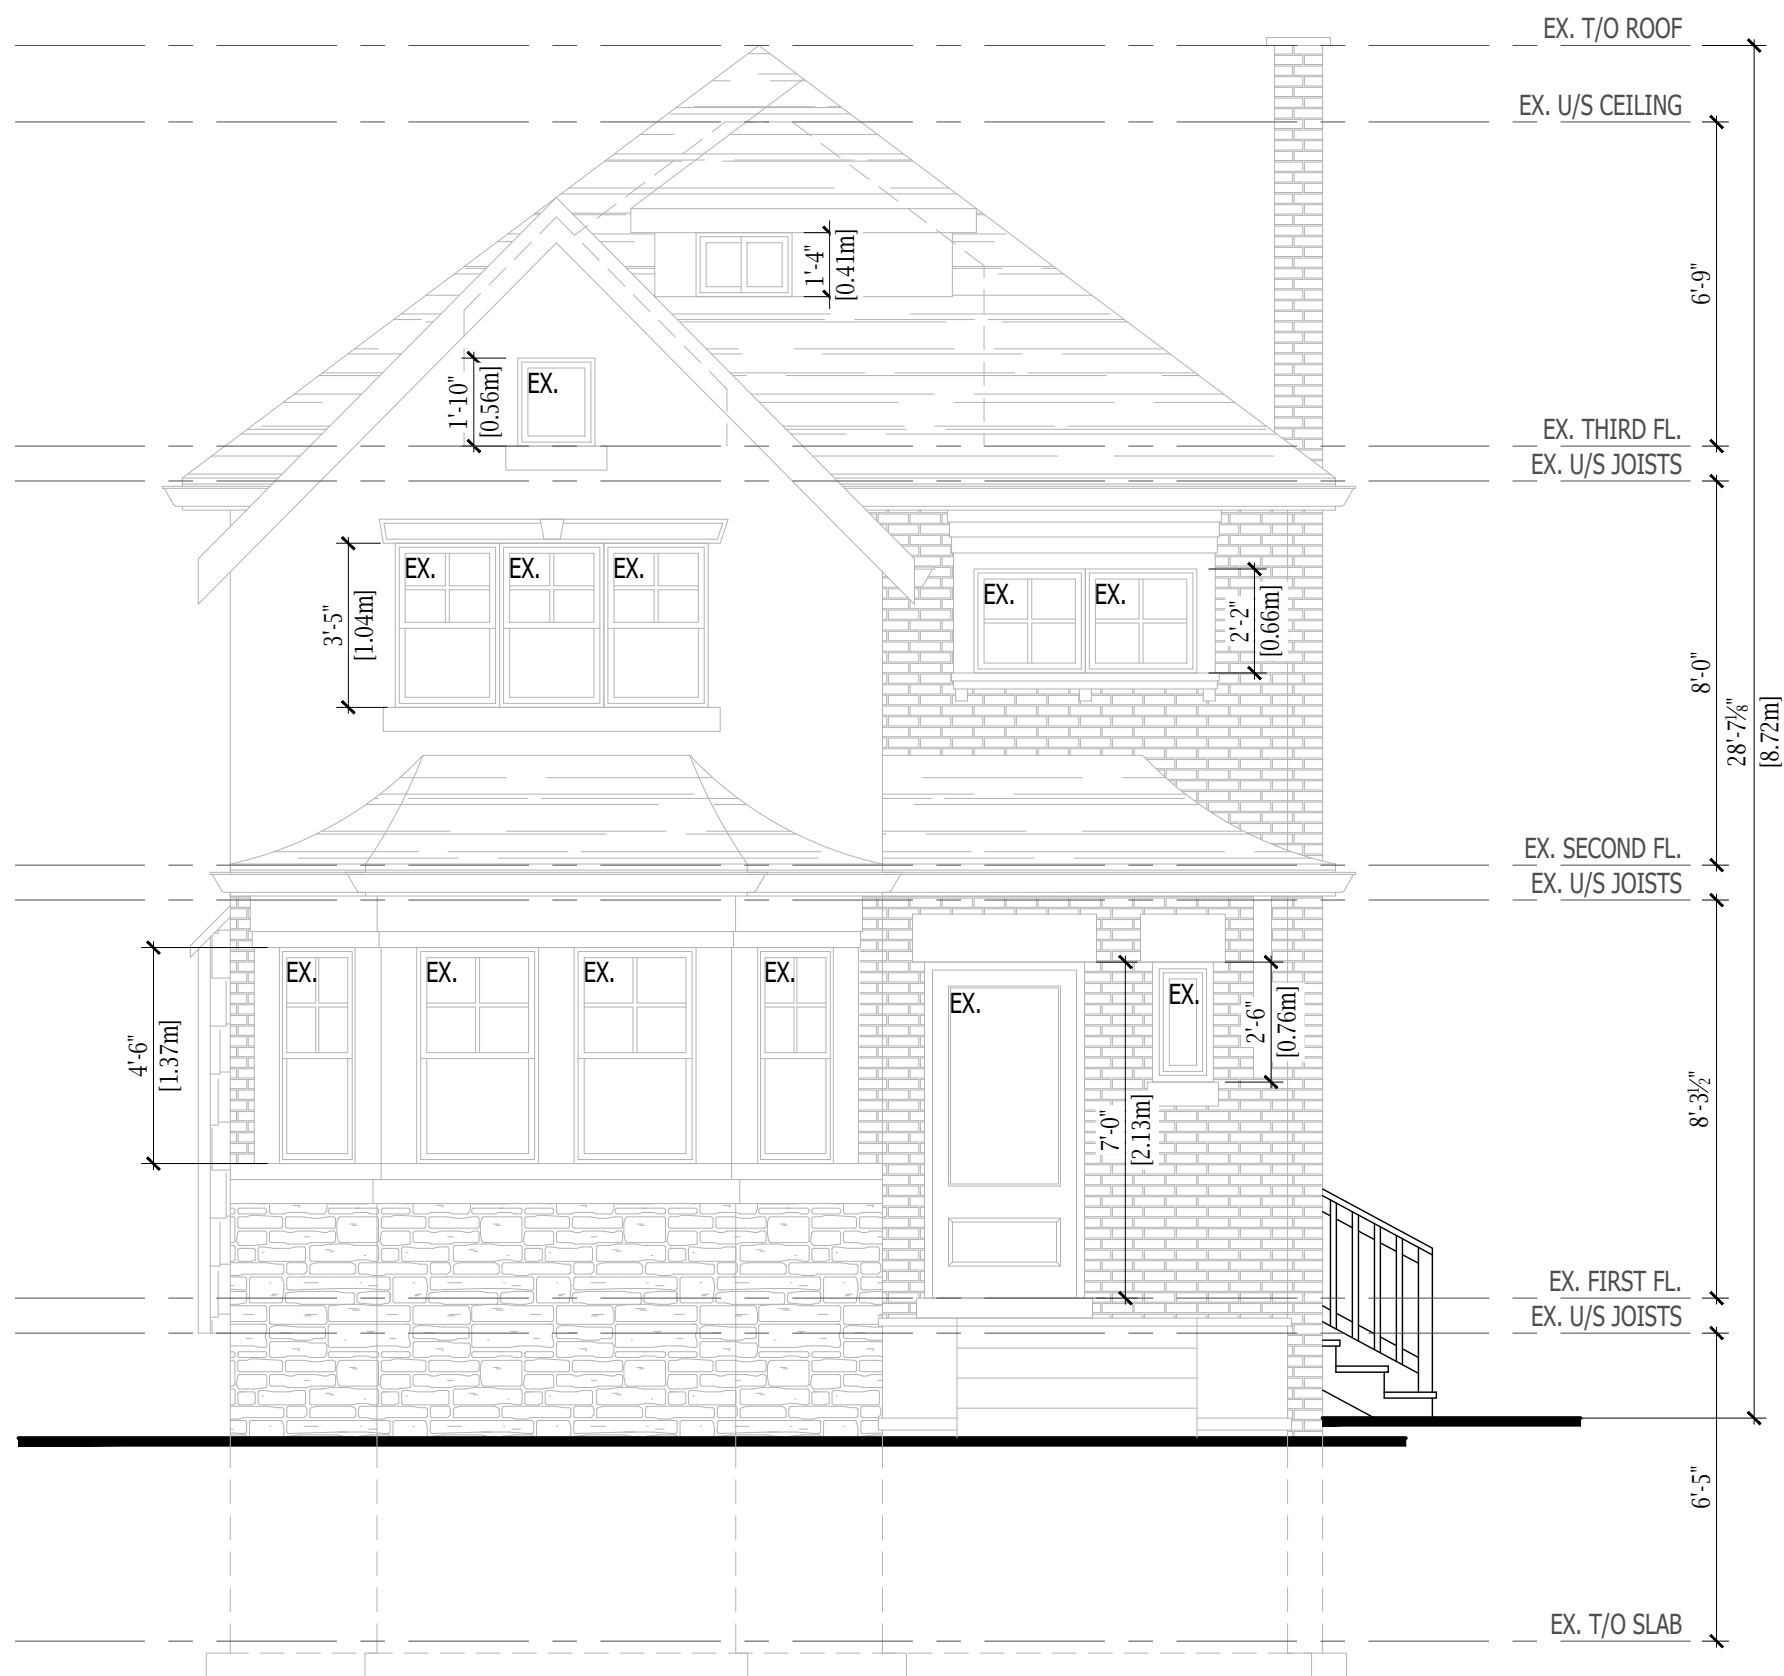 EX. T/O ROOF
EX. U/S CEILING
6'-9"
1'-4"
[0.41m]
1'-10"
[0.56m]
EX.
EX. THIRD FL.
EX. U/S JOISTS
EX.
EX.
EX.
3'-5"
[1.04m]
EX.
EX.
2'-2"
[0.66m]
8'-0"
28'-7⅛"
[8.72m]
EX. SECOND FL.
EX. U/S JOISTS
EX.
EX.
EX.
EX.
4'-6"
[1.37m]
EX.
EX.
2'-6"
[0.76m]
7'-0"
[2.13m]
8'-3½"
EX. FIRST FL.
EX. U/S JOISTS
6'-5"
EX. T/O SLAB